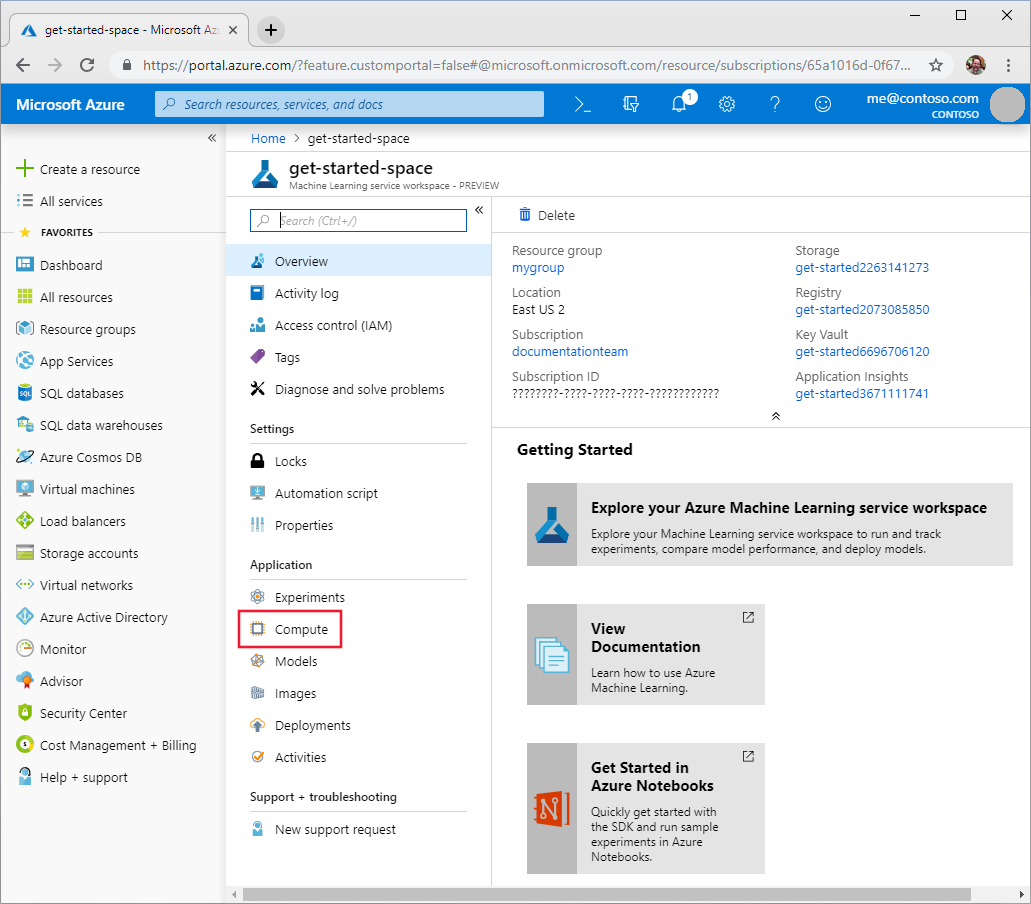 get-started-space - Microsoft Az
https://portal.azure.com/?feature.customportal=false#@microsoft.onmicrosoft.com/resource/subscriptions/65a1016d-0f67...
Microsoft Azure
Search resources, services, and docs
1
me@contoso.com
CONTOSO
Create a resource
All services
FAVORITES
Dashboard
All resources
Resource groups
App Services
SQL databases
SQL data warehouses
Azure Cosmos DB
Virtual machines
Load balancers
Storage accounts
Virtual networks
Azure Active Directory
Monitor
Advisor
Security Center
Cost Management + Billing
Help + support
Home > get-started-space
get-started-space
Machine Learning service workspace - PREVIEW
Search (Ctrl+/)
Overview
Activity log
Access control (IAM)
Tags
Diagnose and solve problems
Settings
Locks
Automation script
Properties
Application
Experiments
Compute
Models
Images
Deployments
Activities
Support + troubleshooting
New support request
Delete
Resource group
mygroup
Location
East US 2
Subscription
documentationteam
Subscription ID
????????-????-????-????-????????????
Storage
get-started2263141273
Registry
get-started2073085850
Key Vault
get-started6696706120
Application Insights
get-started3671111741
Getting Started
Explore your Azure Machine Learning service workspace
Explore your Machine Learning service workspace to run and track
experiments, compare model performance, and deploy models.
View
Documentation
Learn how to use Azure
Machine Learning.
Get Started in
Azure Notebooks
Quickly get started with
the SDK and run sample
experiments in Azure
Notebooks.